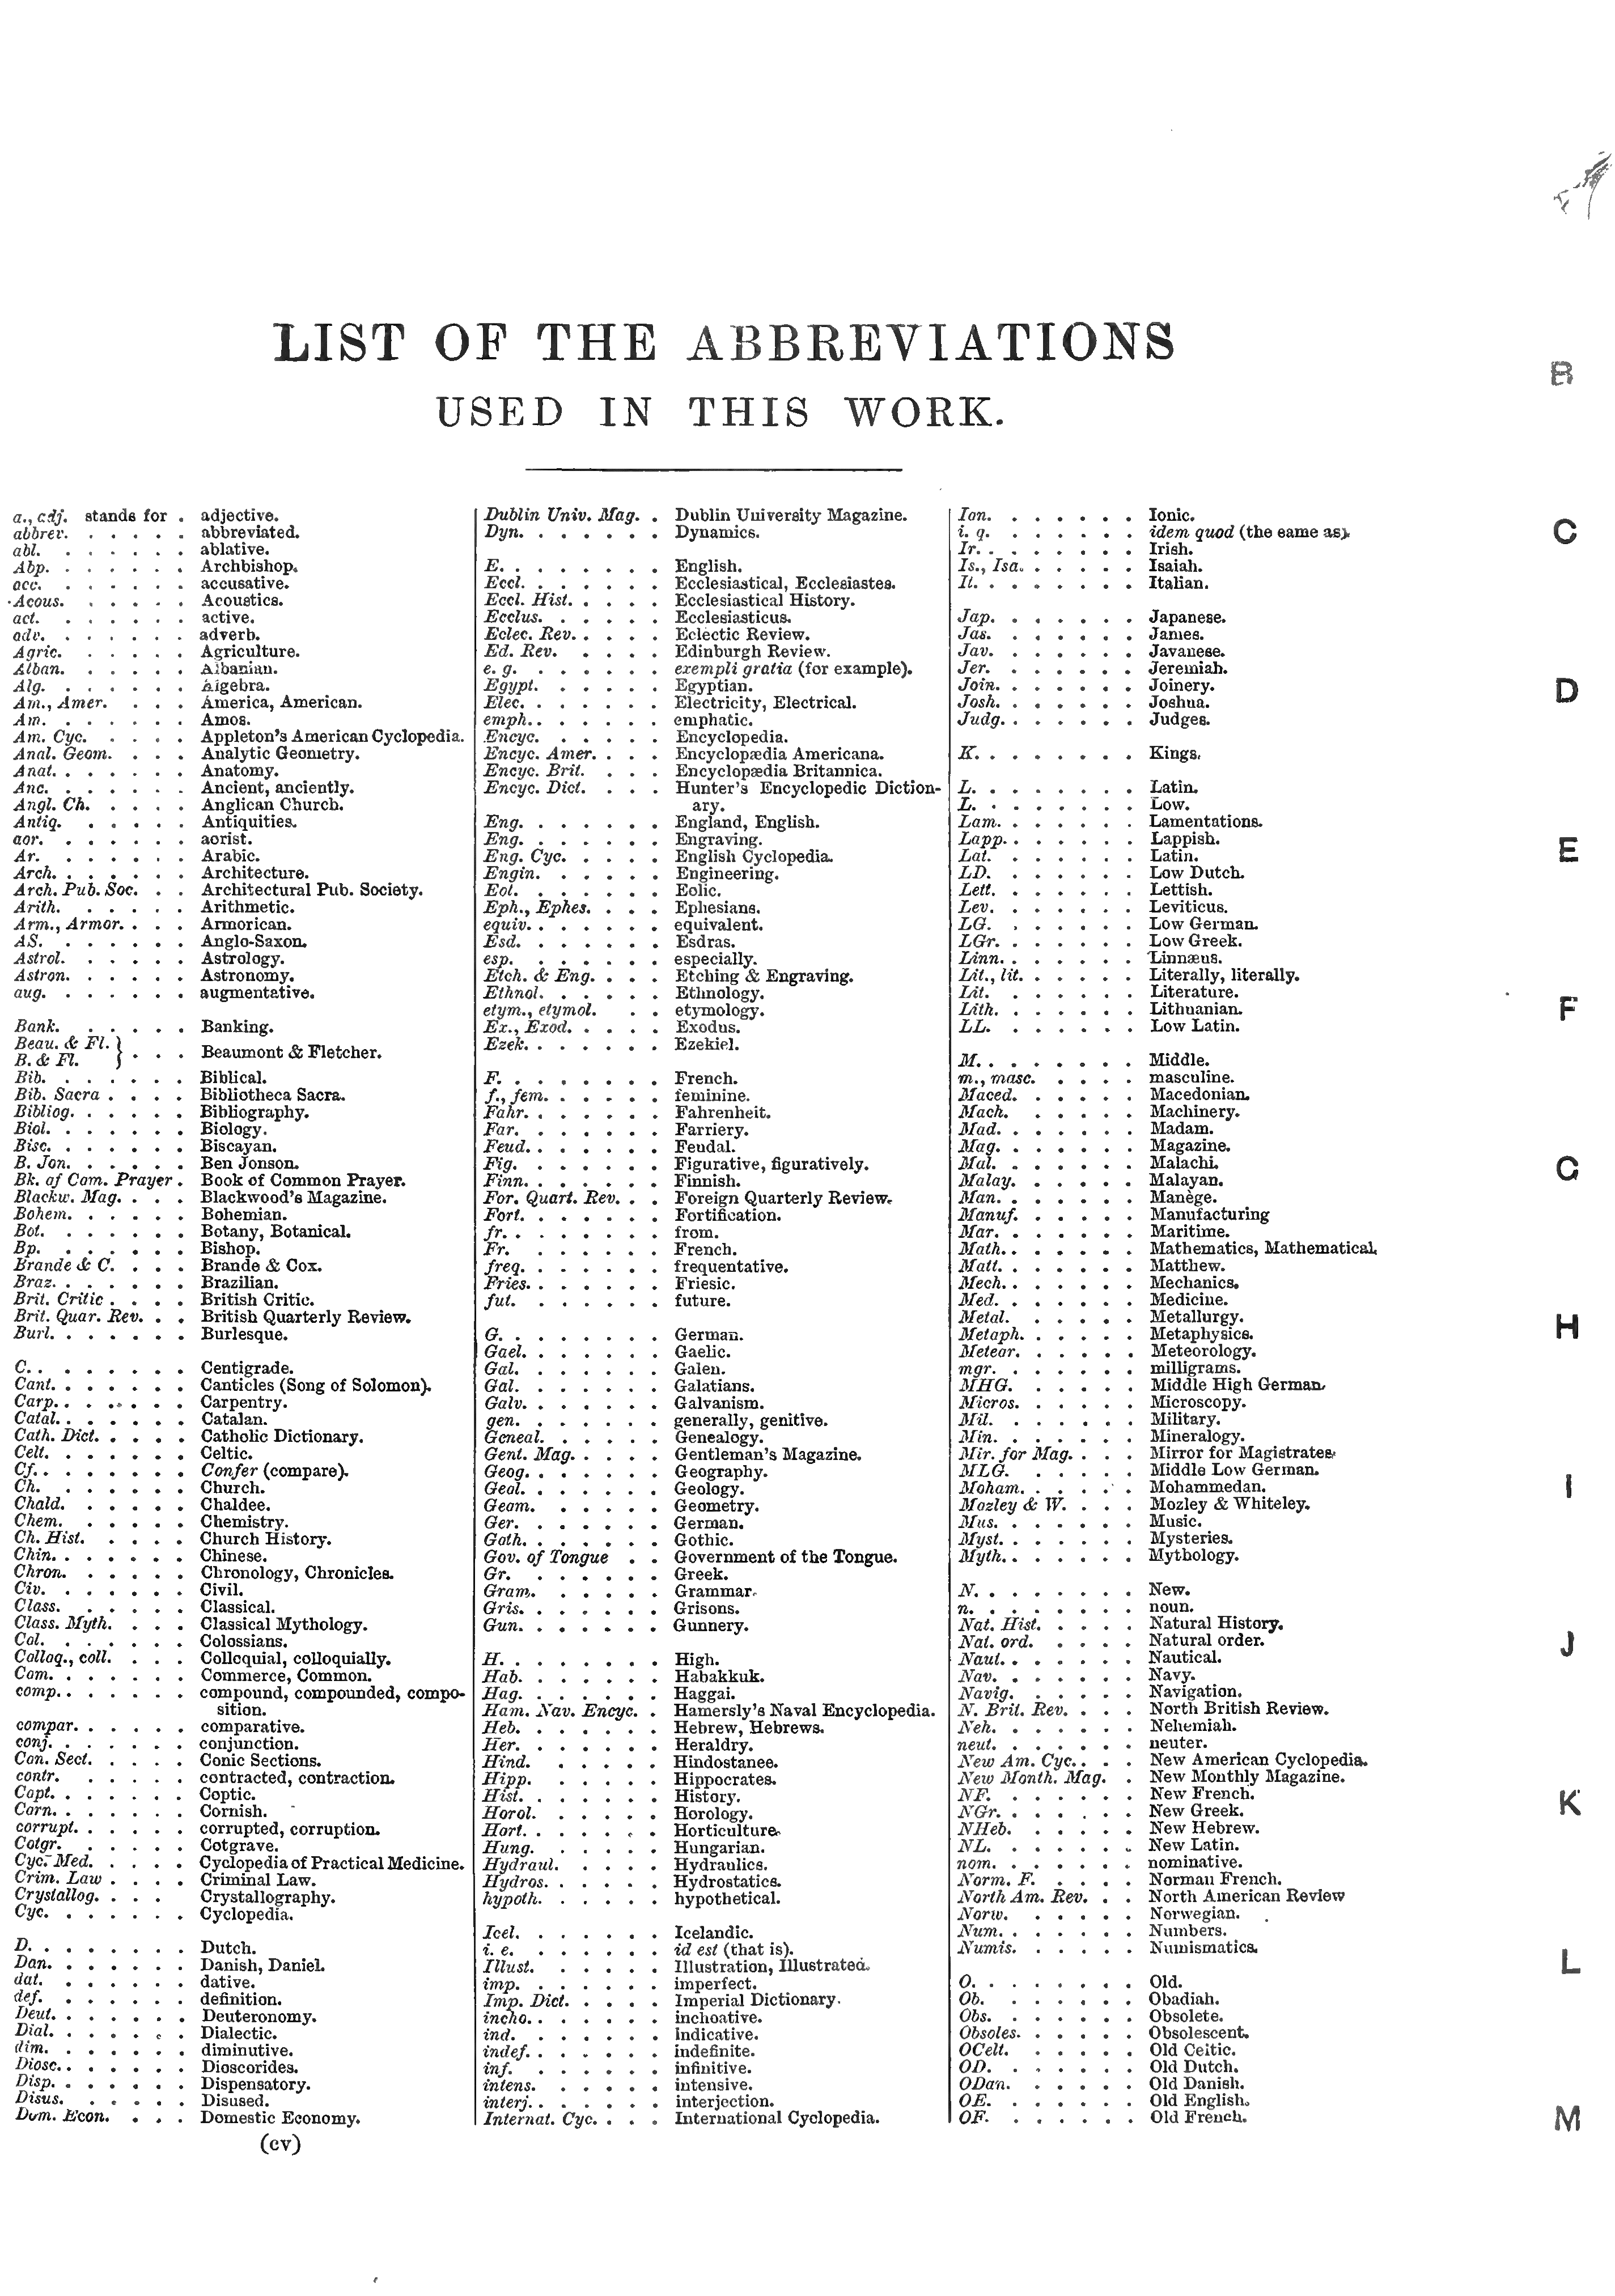 LIST OF THE ABBREVIATIONS
USED IN THIS WORK.
a., adj. stands for . adjective.
abbrev. . . . . . abbreviated.
abl. . . . . . . ablative.
Abp. . . . . . . Archbishop.
acc. . . . . . . accusative.
Acous. . . . . . Acoustics.
act. . . . . . . active.
adv. . . . . . . adverb.
Agric. . . . . . Agriculture.
Alban. . . . . . Albanian.
Alg. . . . . . . Algebra.
Am., Amer. . . . . America, American.
Am. . . . . . . Amos.
Am. Cyc. . . . . Appleton's American Cyclopedia.
Anal. Geom. . . . Analytic Geometry.
Anat. . . . . . . Anatomy.
Anc. . . . . . . Ancient, anciently.
Angl. Ch. . . . . Anglican Church.
Antiq. . . . . . Antiquities.
aor. . . . . . . aorist.
Ar. . . . . . . Arabic.
Arch. . . . . . . Architecture.
Arch. Pub. Soc. . . Architectural Pub. Society.
Arith. . . . . . Arithmetic.
Arm., Armor. . . . Armorican.
AS. . . . . . . Anglo-Saxon.
Astrol. . . . . . Astrology.
Astron. . . . . . Astronomy.
aug. . . . . . . augmentative.
Bank. . . . . . Banking.
Beau. & Fl. }
B. & Fl. } . . . Beaumont & Fletcher.
Bib. . . . . . . Biblical.
Bib. Sacra . . . . Bibliotheca Sacra.
Bibliog. . . . . . Bibliography.
Biol. . . . . . . Biology.
Bisc. . . . . . . Biscayan.
B. Jon. . . . . . Ben Jonson.
Bk. of Com. Prayer . Book of Common Prayer.
Blackw. Mag. . . . Blackwood's Magazine.
Bohem. . . . . . Bohemian.
Bot. . . . . . . Botany, Botanical.
Bp. . . . . . . Bishop.
Brande & C. . . . Brande & Cox.
Braz. . . . . . . Brazilian.
Brit. Critic . . . . British Critic.
Brit. Quar. Rev. . . British Quarterly Review.
Burl. . . . . . . Burlesque.
C. . . . . . . . Centigrade.
Cant. . . . . . . Canticles (Song of Solomon).
Carp. . . . . . . Carpentry.
Catal. . . . . . . Catalan.
Cath. Dict. . . . . Catholic Dictionary.
Celt. . . . . . . Celtic.
Cf. . . . . . . . Confer (compare).
Ch. . . . . . . Church.
Chald. . . . . . Chaldee.
Chem. . . . . . Chemistry.
Ch. Hist. . . . . Church History.
Chin. . . . . . . Chinese.
Chron. . . . . . Chronology, Chronicles.
Civ. . . . . . . Civil.
Class. . . . . . Classical.
Class. Myth. . . . Classical Mythology.
Col. . . . . . . Colossians.
Colloq., coll. . . . Colloquial, colloquially.
Com. . . . . . . Commerce, Common.
comp. . . . . . . compound, compounded, compo-
sition.
compar. . . . . . comparative.
conj. . . . . . . conjunction.
Con. Sect. . . . . Conic Sections.
contr. . . . . . contracted, contraction.
Copt. . . . . . . Coptic.
Corn. . . . . . . Cornish.
corrupt. . . . . . corrupted, corruption.
Cotgr. . . . . . Cotgrave.
Cyc. Med. . . . . Cyclopedia of Practical Medicine.
Crim. Law . . . . Criminal Law.
Crystallog. . . . Crystallography.
Cyc. . . . . . . Cyclopedia.
D. . . . . . . . Dutch.
Dan. . . . . . . Danish, Daniel.
dat. . . . . . . dative.
def. . . . . . . definition.
Deut. . . . . . . Deuteronomy.
Dial. . . . . . . Dialectic.
dim. . . . . . . diminutive.
Diosc. . . . . . . Dioscorides.
Disp. . . . . . . Dispensatory.
Disus. . . . . . Disused.
Dom. Econ. . . . Domestic Economy.
(cv)
Dublin Univ. Mag. . Dublin University Magazine.
Dyn. . . . . . . Dynamics.
E. . . . . . . . English.
Eccl. . . . . . . Ecclesiastical, Ecclesiastes.
Eccl. Hist. . . . . Ecclesiastical History.
Ecclus. . . . . . Ecclesiasticus.
Eclec. Rev. . . . . Eclectic Review.
Ed. Rev. . . . . Edinburgh Review.
e. g. . . . . . . exempli gratia (for example).
Egypt. . . . . . Egyptian.
Elec. . . . . . . Electricity, Electrical.
emph. . . . . . . emphatic.
Encyc. . . . . . Encyclopedia.
Encyc. Amer. . . . Encyclopædia Americana.
Encyc. Brit. . . . Encyclopædia Britannica.
Encyc. Dict. . . . Hunter's Encyclopedic Diction-
ary.
Eng. . . . . . . England, English.
Eng. . . . . . . Engraving.
Eng. Cyc. . . . . English Cyclopedia.
Engin. . . . . . Engineering.
Eol. . . . . . . Eolic.
Eph., Ephes. . . . Ephesians.
equiv. . . . . . . equivalent.
Esd. . . . . . . Esdras.
esp. . . . . . . especially.
Etch. & Eng. . . . Etching & Engraving.
Ethnol. . . . . . Ethnology.
etym., etymol. . . etymology.
Ex., Exod. . . . . Exodus.
Ezek. . . . . . . Ezekiel.
F. . . . . . . . French.
f., fem. . . . . . feminine.
Fahr. . . . . . . Fahrenheit.
Far. . . . . . . Farriery.
Feud. . . . . . . Feudal.
Fig. . . . . . . Figurative, figuratively.
Finn. . . . . . . Finnish.
For. Quart. Rev. . . Foreign Quarterly Review.
Fort. . . . . . . Fortification.
fr. . . . . . . . from.
Fr. . . . . . . French.
freq. . . . . . . frequentative.
Fries. . . . . . . Friesic.
fut. . . . . . . future.
G. . . . . . . . German.
Gael. . . . . . . Gaelic.
Gal. . . . . . . Galen.
Gal. . . . . . . Galatians.
Galv. . . . . . . Galvanism.
gen. . . . . . . generally, genitive.
Geneal. . . . . . Genealogy.
Gent. Mag. . . . . Gentleman's Magazine.
Geog. . . . . . . Geography.
Geol. . . . . . . Geology.
Geom. . . . . . Geometry.
Ger. . . . . . . German.
Goth. . . . . . . Gothic.
Gov. of Tongue . . Government of the Tongue.
Gr. . . . . . . Greek.
Gram. . . . . . Grammar.
Gris. . . . . . . Grisons.
Gun. . . . . . . Gunnery.
H. . . . . . . . High.
Hab. . . . . . . Habakkuk.
Hag. . . . . . . Haggai.
Ham. Nav. Encyc. . Hamersly's Naval Encyclopedia.
Heb. . . . . . . Hebrew, Hebrews.
Her. . . . . . . Heraldry.
Hind. . . . . . Hindostanee.
Hipp. . . . . . Hippocrates.
Hist. . . . . . . History.
Horol. . . . . . Horology.
Hort. . . . . . . Horticulture.
Hung. . . . . . Hungarian.
Hydraul. . . . . Hydraulics.
Hydros. . . . . . Hydrostatics.
hypoth. . . . . . hypothetical.
Icel. . . . . . . Icelandic.
i. e. . . . . . . id est (that is).
Illust. . . . . . Illustration, Illustrated.
imp. . . . . . . imperfect.
Imp. Dict. . . . . Imperial Dictionary.
incho. . . . . . . inchoative.
ind. . . . . . . indicative.
indef. . . . . . . indefinite.
inf. . . . . . . infinitive.
intens. . . . . . intensive.
interj. . . . . . . interjection.
Internat. Cyc. . . . International Cyclopedia.
Ion. . . . . . . Ionic.
i. q. . . . . . . idem quod (the same as).
Ir. . . . . . . . Irish.
Is., Isa. . . . . . Isaiah.
It. . . . . . . . Italian.
Jap. . . . . . . Japanese.
Jas. . . . . . . James.
Jav. . . . . . . Javanese.
Jer. . . . . . . Jeremiah.
Join. . . . . . . Joinery.
Josh. . . . . . . Joshua.
Judg. . . . . . . Judges.
K. . . . . . . . Kings.
L. . . . . . . . Latin.
L. . . . . . . . Low.
Lam. . . . . . . Lamentations.
Lapp. . . . . . . Lappish.
Lat. . . . . . . Latin.
LD. . . . . . . Low Dutch.
Lett. . . . . . . Lettish.
Lev. . . . . . . Leviticus.
LG. . . . . . . Low German.
LGr. . . . . . . Low Greek.
Linn. . . . . . . Linnæus.
Lit., lit. . . . . . Literally, literally.
Lit. . . . . . . Literature.
Lith. . . . . . . Lithuanian.
LL. . . . . . . Low Latin.
M. . . . . . . . Middle.
m., masc. . . . . masculine.
Maced. . . . . . Macedonian.
Mach. . . . . . Machinery.
Mad. . . . . . . Madam.
Mag. . . . . . . Magazine.
Mal. . . . . . . Malachi.
Malay. . . . . . Malayan.
Man. . . . . . . Manège.
Manuf. . . . . . Manufacturing
Mar. . . . . . . Maritime.
Math. . . . . . . Mathematics, Mathematical.
Matt. . . . . . . Matthew.
Mech. . . . . . . Mechanics.
Med. . . . . . . Medicine.
Metal. . . . . . Metallurgy.
Metaph. . . . . . Metaphysics.
Meteor. . . . . . Meteorology.
mgr. . . . . . . milligrams.
MHG. . . . . . Middle High German.
Micros. . . . . . Microscopy.
Mil. . . . . . . Military.
Min. . . . . . . Mineralogy.
Mir. for Mag. . . . Mirror for Magistrates.
MLG. . . . . . Middle Low German.
Moham. . . . . . Mohammedan.
Mozley & W. . . . Mozley & Whiteley.
Mus. . . . . . . Music.
Myst. . . . . . . Mysteries.
Myth. . . . . . . Mythology.
N. . . . . . . . New.
n. . . . . . . . noun.
Nat. Hist. . . . . Natural History.
Nat. ord. . . . . Natural order.
Naut. . . . . . . Nautical.
Nav. . . . . . . Navy.
Navig. . . . . . Navigation.
N. Brit. Rev. . . . North British Review.
Neh. . . . . . . Nehemiah.
neut. . . . . . . neuter.
New Am. Cyc. . . . New American Cyclopedia.
New Month. Mag. . New Monthly Magazine.
NF. . . . . . . New French.
NGr. . . . . . . New Greek.
NHeb. . . . . . New Hebrew.
NL. . . . . . . New Latin.
nom. . . . . . . nominative.
Norm. F. . . . . Norman French.
North Am. Rev. . . North American Review
Norw. . . . . . Norwegian.
Num. . . . . . . Numbers.
Numis. . . . . . Numismatics.
O. . . . . . . . Old.
Ob. . . . . . . Obadiah.
Obs. . . . . . . Obsolete.
Obsoles. . . . . . Obsolescent.
OCelt. . . . . . Old Celtic.
OD. . . . . . . Old Dutch.
ODan. . . . . . Old Danish.
OE. . . . . . . Old English.
OF. . . . . . . Old French.
B
C
D
E
F
G
H
I
J
K
L
M